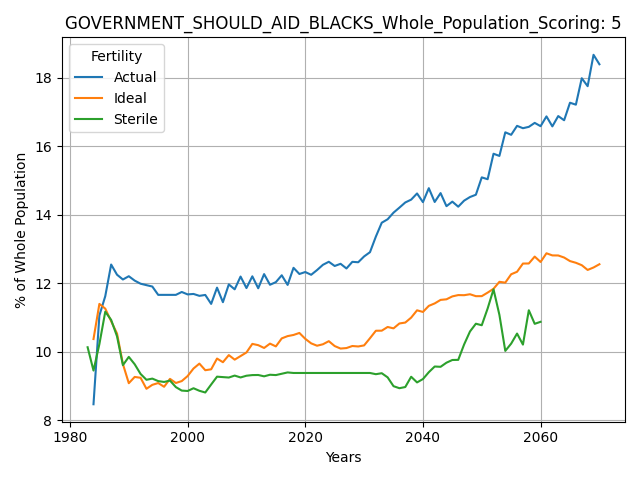 GOVERNMENT_SHOULD_AID_BLACKS_Whole_Population_Scoring: 5
Fertility
Actual
Ideal
Sterile
% of Whole Population
18
16
14
12
10
8
1980
2000
2020
2040
2060
Years